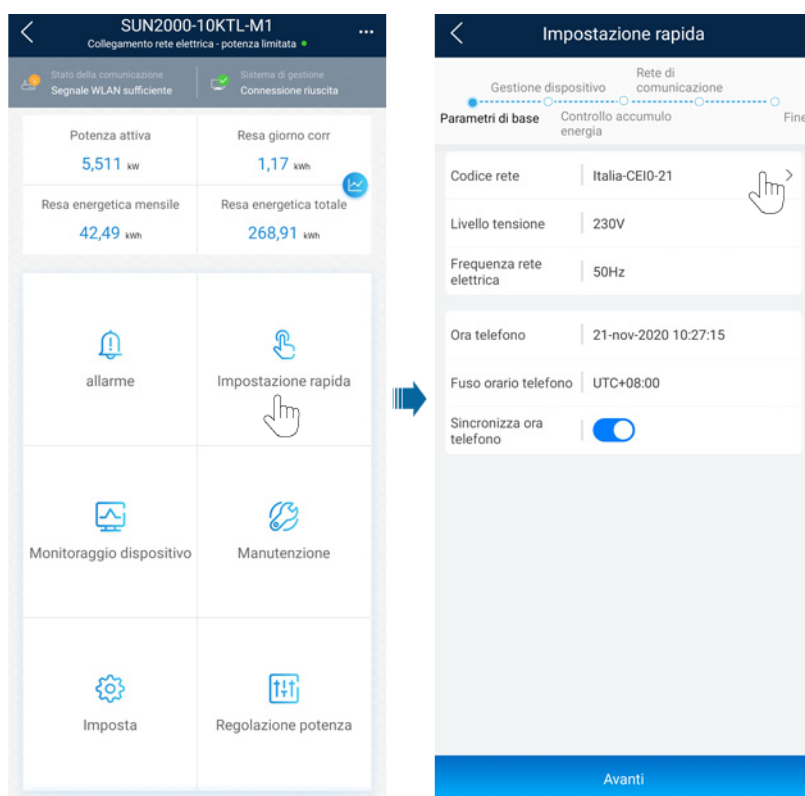 SUN2000-10KTL-M1
Collegamento rete elettrica - potenza limitata
Stato della comunicazione
Segnale WLAN sufficiente
Sistema di gestione
Connessione riuscita
Potenza attiva
5,511 kW
Resa giorno corr
1,17 kWh
Resa energetica mensile
42,49 kWh
Resa energetica totale
268,91 kWh
allarme
Impostazione rapida
Monitoraggio dispositivo
Manutenzione
Imposta
Regolazione potenza
Impostazione rapida
Gestione dispositivo
Rete di
comunicazione
Parametri di base
Controllo accumulo
energia
Fine
Codice rete
Italia-CEI0-21
Livello tensione
230V
Frequenza rete
elettrica
50Hz
Ora telefono
21-nov-2020 10:27:15
Fuso orario telefono
UTC+08:00
Sincronizza ora
telefono
Avanti